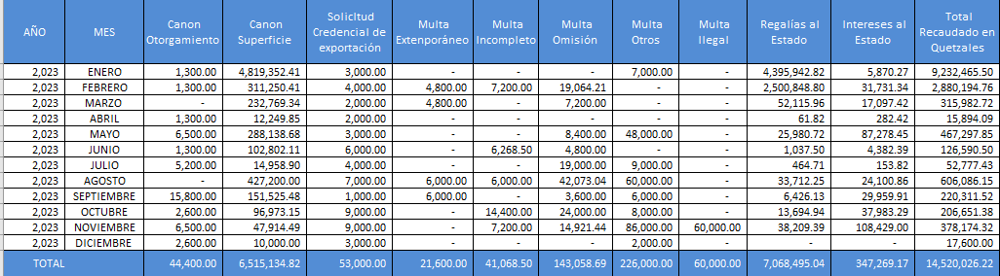 AÑO MES Canon Otorgamiento Canon Superficie Solicitud Credencial de exportación Multa Extenporáneo Multa Incompleto Multa Omisión Multa Otros Multa Ilegal Regalías al Estado Intereses al Estado Total Recaudado en Quetzales
2,023 ENERO 1,300.00 4,819,352.41 3,000.00 - - - 7,000.00 - 4,395,942.82 5,870.27 9,232,465.50
2,023 FEBRERO 1,300.00 311,250.41 4,000.00 4,800.00 7,200.00 19,064.21 - - 2,500,848.80 31,731.34 2,880,194.76
2,023 MARZO - 232,769.34 2,000.00 4,800.00 - 7,200.00 - - 52,115.96 17,097.42 315,982.72
2,023 ABRIL 1,300.00 12,249.85 2,000.00 - - - - - 61.82 282.42 15,894.09
2,023 MAYO 6,500.00 288,138.68 3,000.00 - - 8,400.00 48,000.00 - 25,980.72 87,278.45 467,297.85
2,023 JUNIO 1,300.00 102,802.11 6,000.00 - 6,268.50 4,800.00 - - 1,037.50 4,382.39 126,590.50
2,023 JULIO 5,200.00 14,958.90 4,000.00 - - 19,000.00 9,000.00 - 464.71 153.82 52,777.43
2,023 AGOSTO - 427,200.00 7,000.00 6,000.00 6,000.00 42,073.04 60,000.00 - 33,712.25 24,100.86 606,086.15
2,023 SEPTIEMBRE 15,800.00 151,525.48 1,000.00 6,000.00 - 3,600.00 6,000.00 - 6,426.13 29,959.91 220,311.52
2,023 OCTUBRE 2,600.00 96,973.15 9,000.00 - 14,400.00 24,000.00 8,000.00 - 13,694.94 37,983.29 206,651.38
2,023 NOVIEMBRE 6,500.00 47,914.49 9,000.00 - 7,200.00 14,921.44 86,000.00 60,000.00 38,209.39 108,429.00 378,174.32
2,023 DICIEMBRE 2,600.00 10,000.00 3,000.00 - - - 2,000.00 - - - 17,600.00
TOTAL 44,400.00 6,515,134.82 53,000.00 21,600.00 41,068.50 143,058.69 226,000.00 60,000.00 7,068,495.04 347,269.17 14,520,026.22